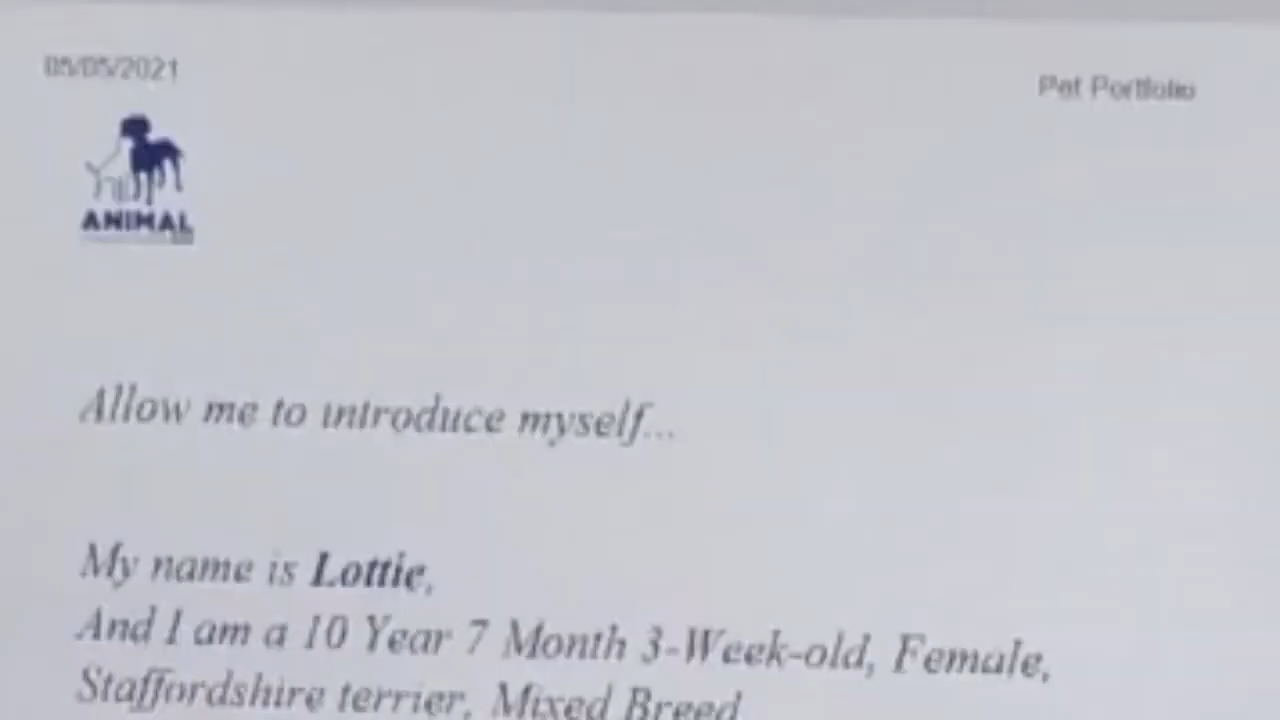 05/05/2021
Pet Portfolio
ANIMAL
Allow me to introduce myself...
My name is Lottie,
And I am a 10 Year 7 Month 3-Week-old, Female,
Staffordshire terrier, Mixed Breed